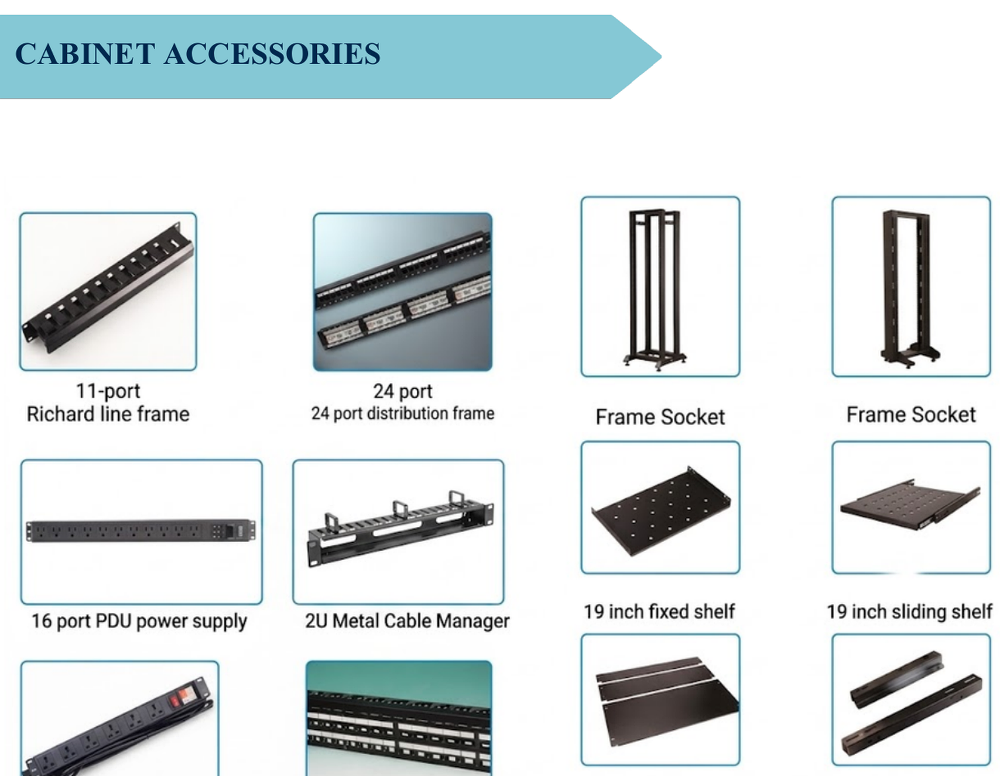 CABINET ACCESSORIES
11-port
Richard line frame
24 port
24 port distribution frame
Frame Socket
Frame Socket
16 port PDU power supply
2U Metal Cable Manager
19 inch fixed shelf
19 inch sliding shelf